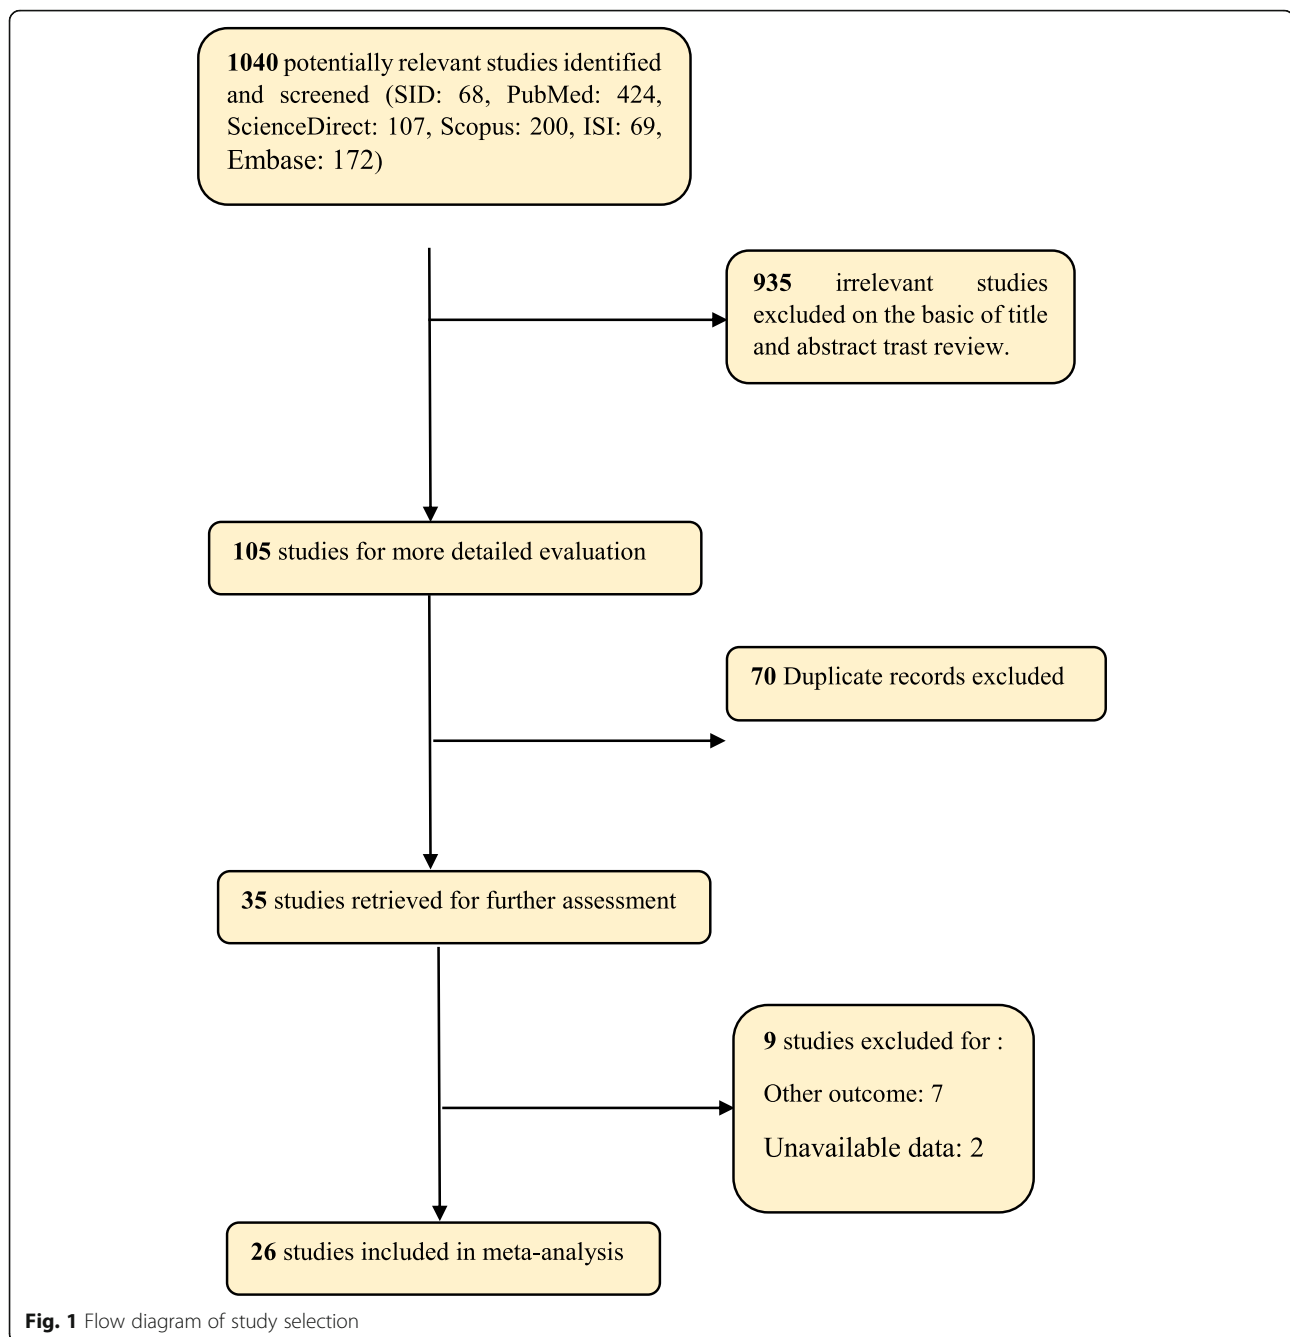 1040 potentially relevant studies identified
and screened (SID: 68, PubMed: 424,
ScienceDirect: 107, Scopus: 200, ISI: 69,
Embase: 172)
935 irrelevant studies
excluded on the basic of title
and abstract trast review.
105 studies for more detailed evaluation
70 Duplicate records excluded
35 studies retrieved for further assessment
9 studies excluded for :
Other outcome: 7
Unavailable data: 2
26 studies included in meta-analysis
Fig. 1 Flow diagram of study selection